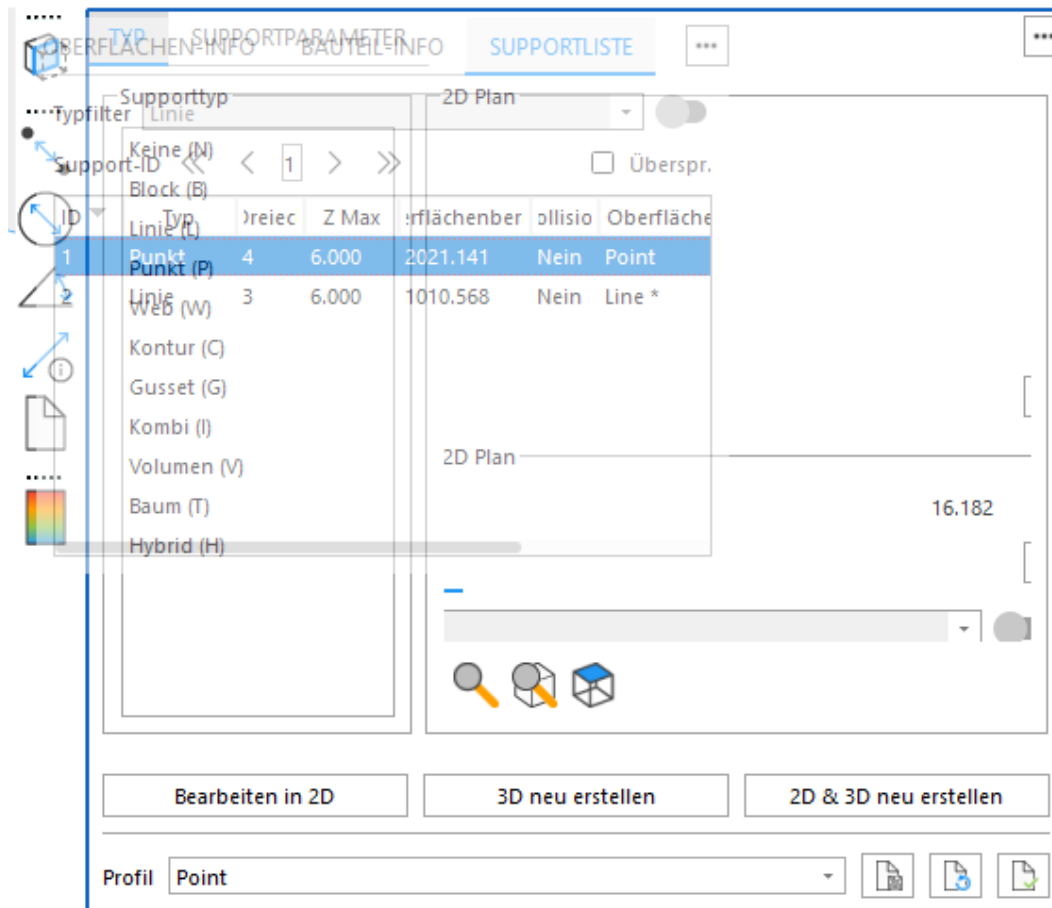 TYP SUPPORTPARAMETER
OBERFLÄCHEN-INFO BAUTEIL-INFO SUPPORTLISTE
Supporttyp 2D Plan
Typfilter Linie
Keine (N)
Support-ID 1 Überspr.
Block (B)
ID Typ Dreiec Z Max erflächenber ollisio Oberfläche
Linie (L)
1 Punkt 4 6.000 2021.141 Nein Point
Punkt (P)
2 Linie 3 6.000 1010.568 Nein Line *
Web (W)
Kontur (C)
Gusset (G)
Kombi (I)
Volumen (V) 2D Plan
Baum (T) 16.182
Hybrid (H)
Bearbeiten in 2D 3D neu erstellen 2D & 3D neu erstellen
Profil Point